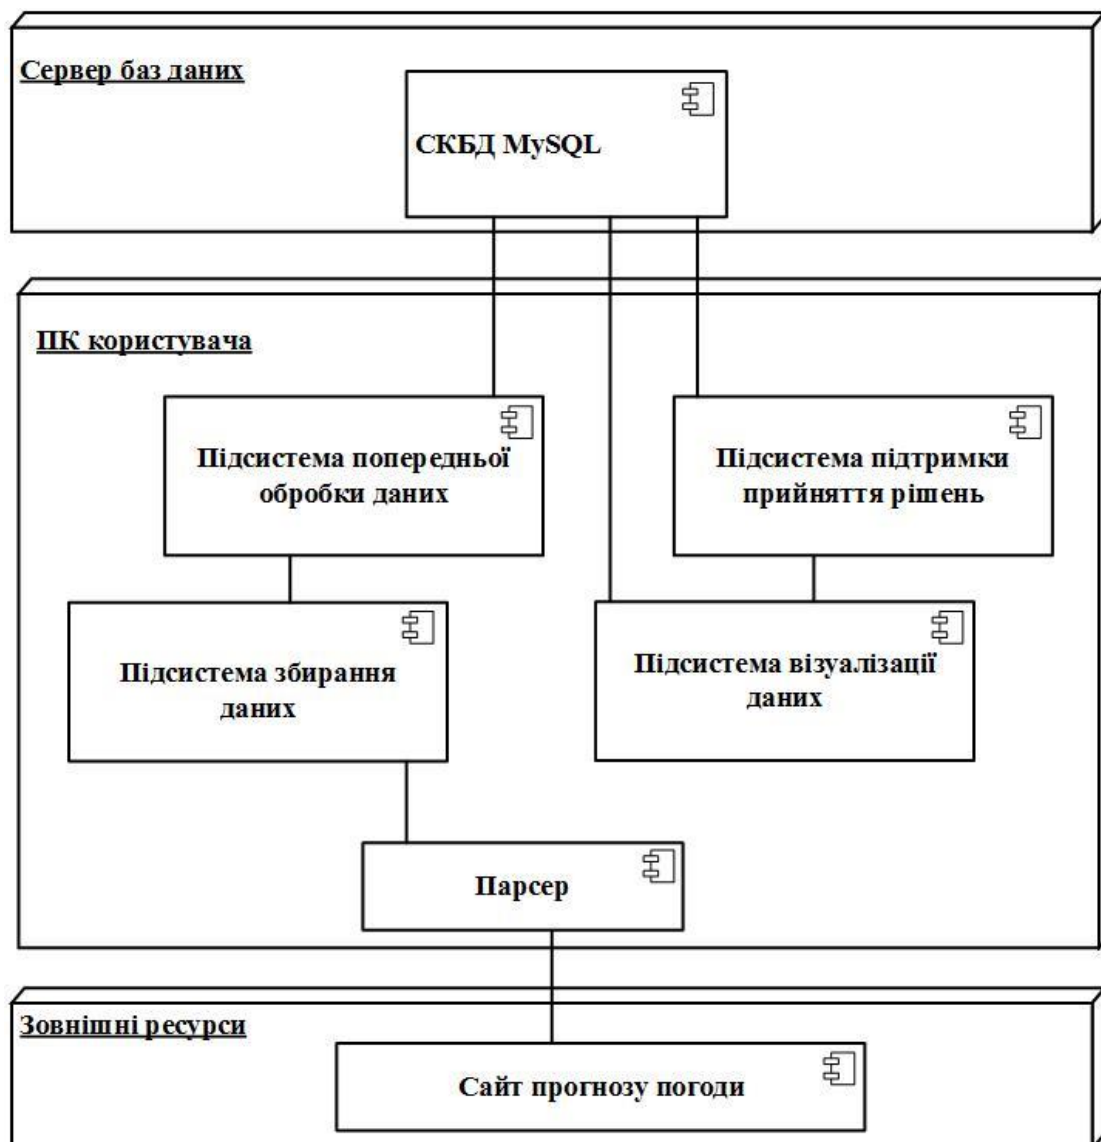 Сервер баз даних
СКБД MySQL
ПК користувача
Підсистема попередньої
обробки даних
Підсистема підтримки
прийняття рішень
Підсистема збирання
даних
Підсистема візуалізації
даних
Парсер
Зовнішні ресурси
Сайт прогнозу погоди